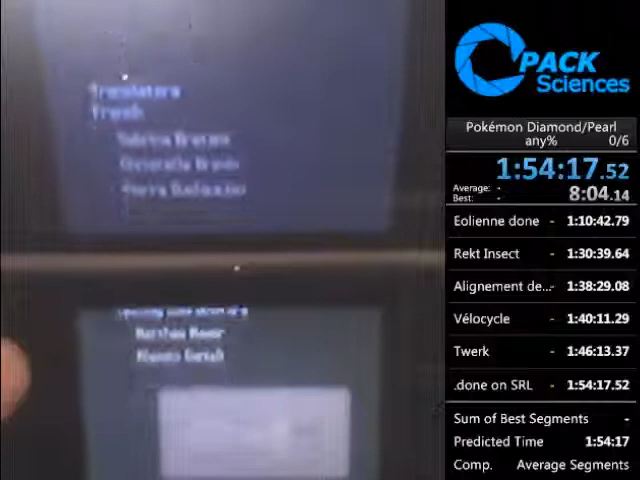 Translators
French
PACK
Sciences
Pokémon Diamond/Pearl
any% 0/6
1:54:17.52
Average: -
Best: - 8:04.14
Eolienne done - 1:10:42.79
Rekt Insect - 1:30:39.64
Alignement de... - 1:38:29.08
Vélocycle - 1:40:11.29
Twerk - 1:46:13.37
.done on SRL - 1:54:17.52
Sum of Best Segments -
Predicted Time 1:54:17
Comp. Average Segments